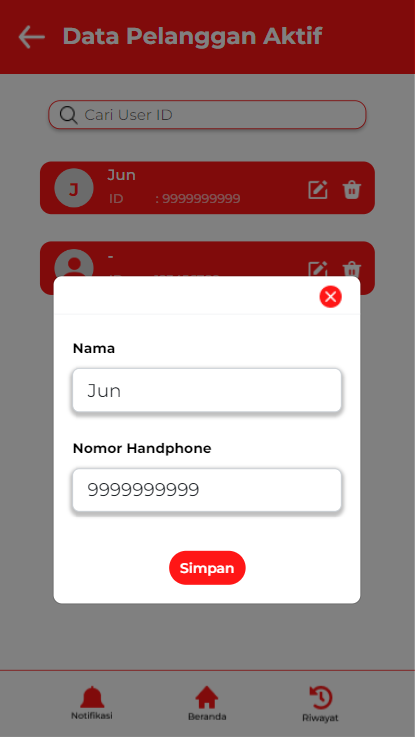 Data Pelanggan Aktif
Cari User ID
J
Jun
ID : 9999999999
-
Nama
Jun
Nomor Handphone
9999999999
Simpan
Notifikasi
Beranda
Riwayat